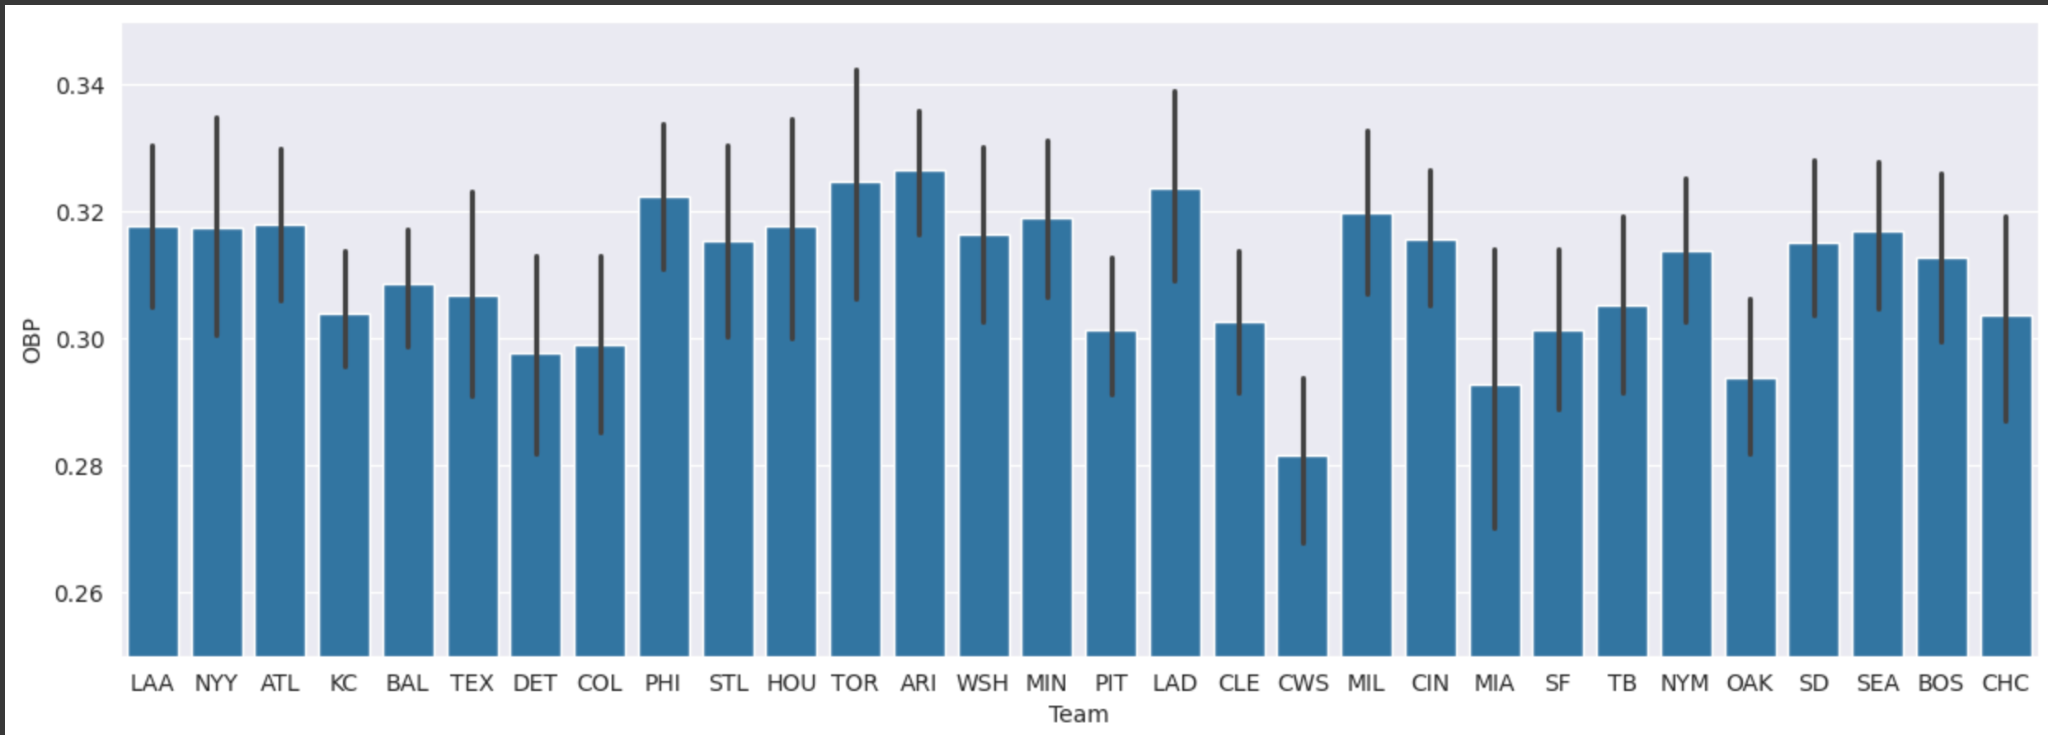 0.34
0.32
0.30
0.28
0.26
OBP
LAA NYY ATL KC BAL TEX DET COL PHI STL HOU TOR ARI WSH MIN PIT LAD CLE CWS MIL CIN MIA SF TB NYM OAK SD SEA BOS CHC
Team